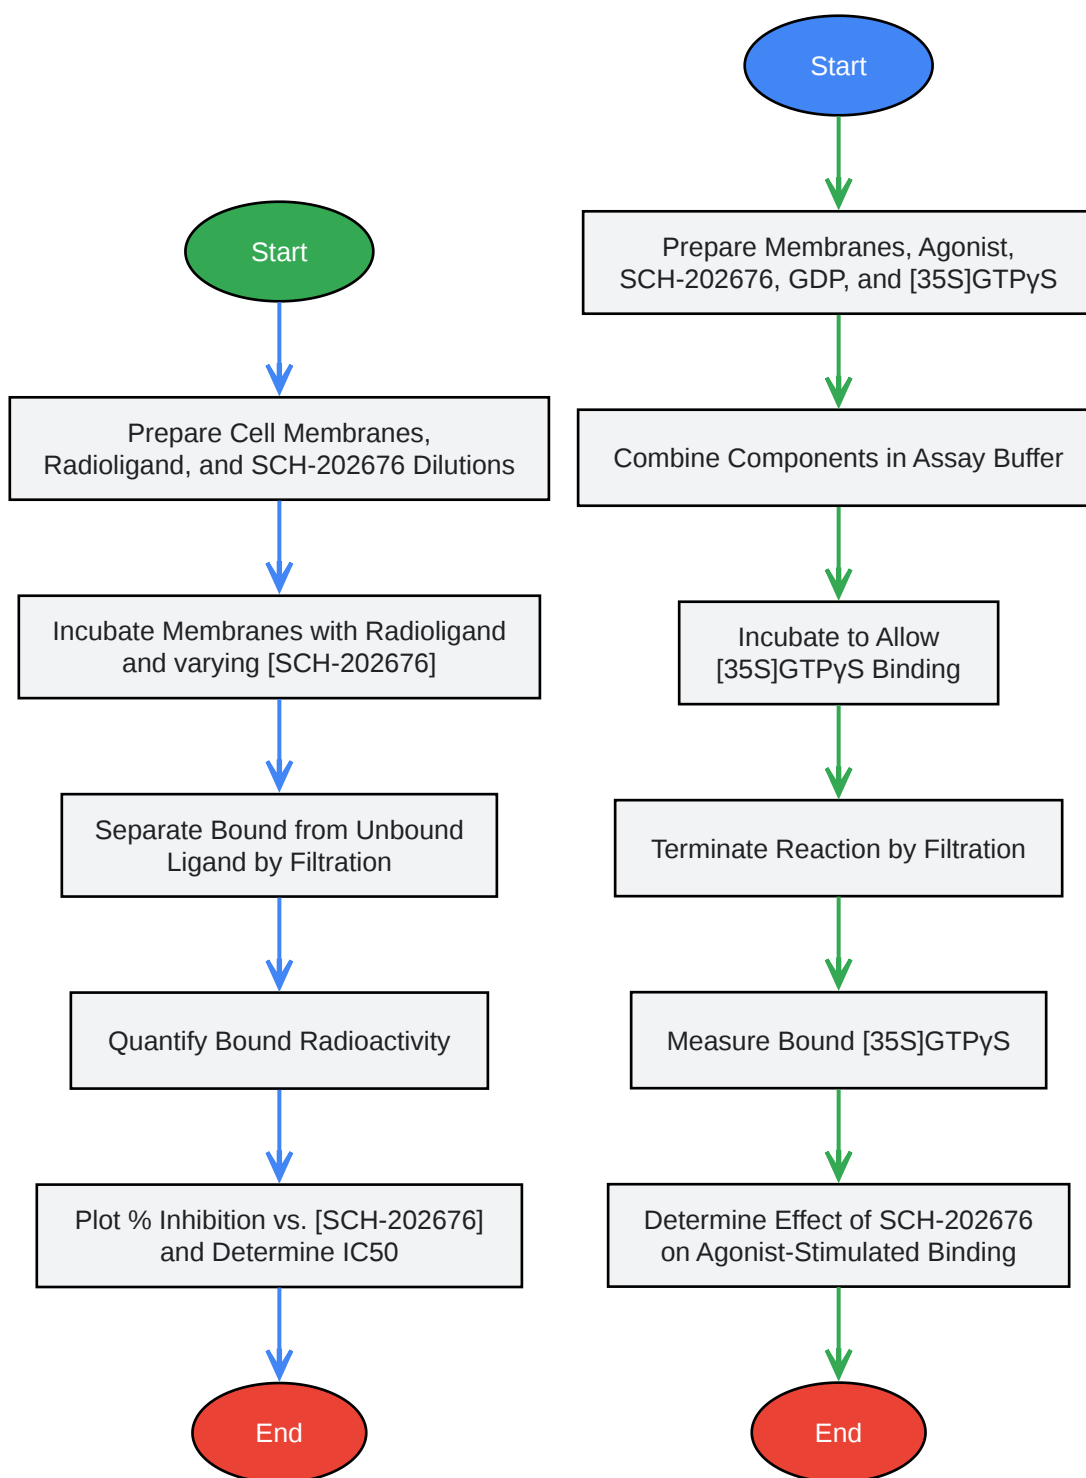 Start
Prepare Cell Membranes,
Radioligand, and SCH-202676 Dilutions
Incubate Membranes with Radioligand
and varying [SCH-202676]
Separate Bound from Unbound
Ligand by Filtration
Quantify Bound Radioactivity
Plot % Inhibition vs. [SCH-202676]
and Determine IC50
End
Start
Prepare Membranes, Agonist,
SCH-202676, GDP, and [35S]GTPγS
Combine Components in Assay Buffer
Incubate to Allow
[35S]GTPγS Binding
Terminate Reaction by Filtration
Measure Bound [35S]GTPγS
Determine Effect of SCH-202676
on Agonist-Stimulated Binding
End